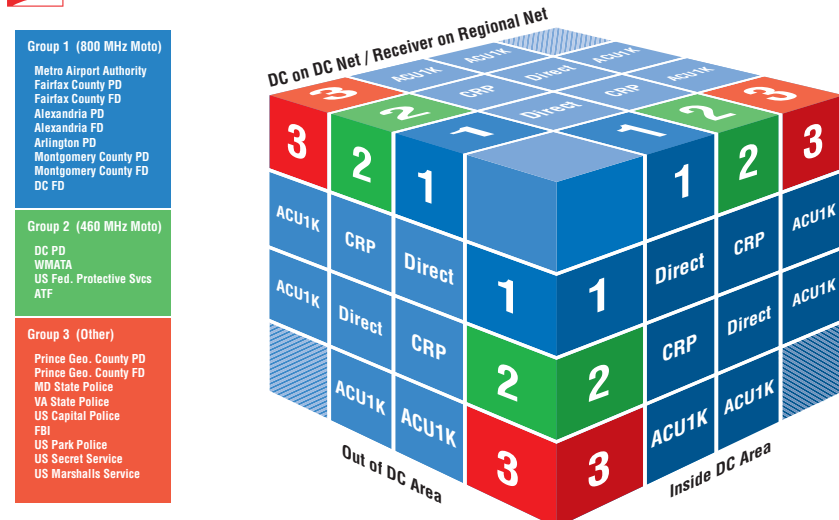 Group 1 (800 MHz Moto)
Metro Airport Authority
Fairfax County PD
Fairfax County FD
Alexandria PD
Alexandria FD
Arlington PD
Montgomery County PD
Montgomery County FD
DC FD
Group 2 (460 MHz Moto)
DC PD
WMATA
US Fed. Protective Svcs
ATF
Group 3 (Other)
Prince Geo. County PD
Prince Geo. County FD
MD State Police
VA State Police
US Capital Police
FBI
US Park Police
US Secret Service
US Marshalls Service
DC on DC Net / Receiver on Regional Net
3 ACU1K ACU1K
2 CRP Direct ACU1K
1 Direct CRP ACU1K
1 2 3
3 2 1
ACU1K CRP Direct 1
ACU1K Direct CRP 2
ACU1K ACU1K 3
Out of DC Area
1 2 3
1 Direct CRP ACU1K
2 CRP Direct ACU1K
3 ACU1K ACU1K
Inside DC Area